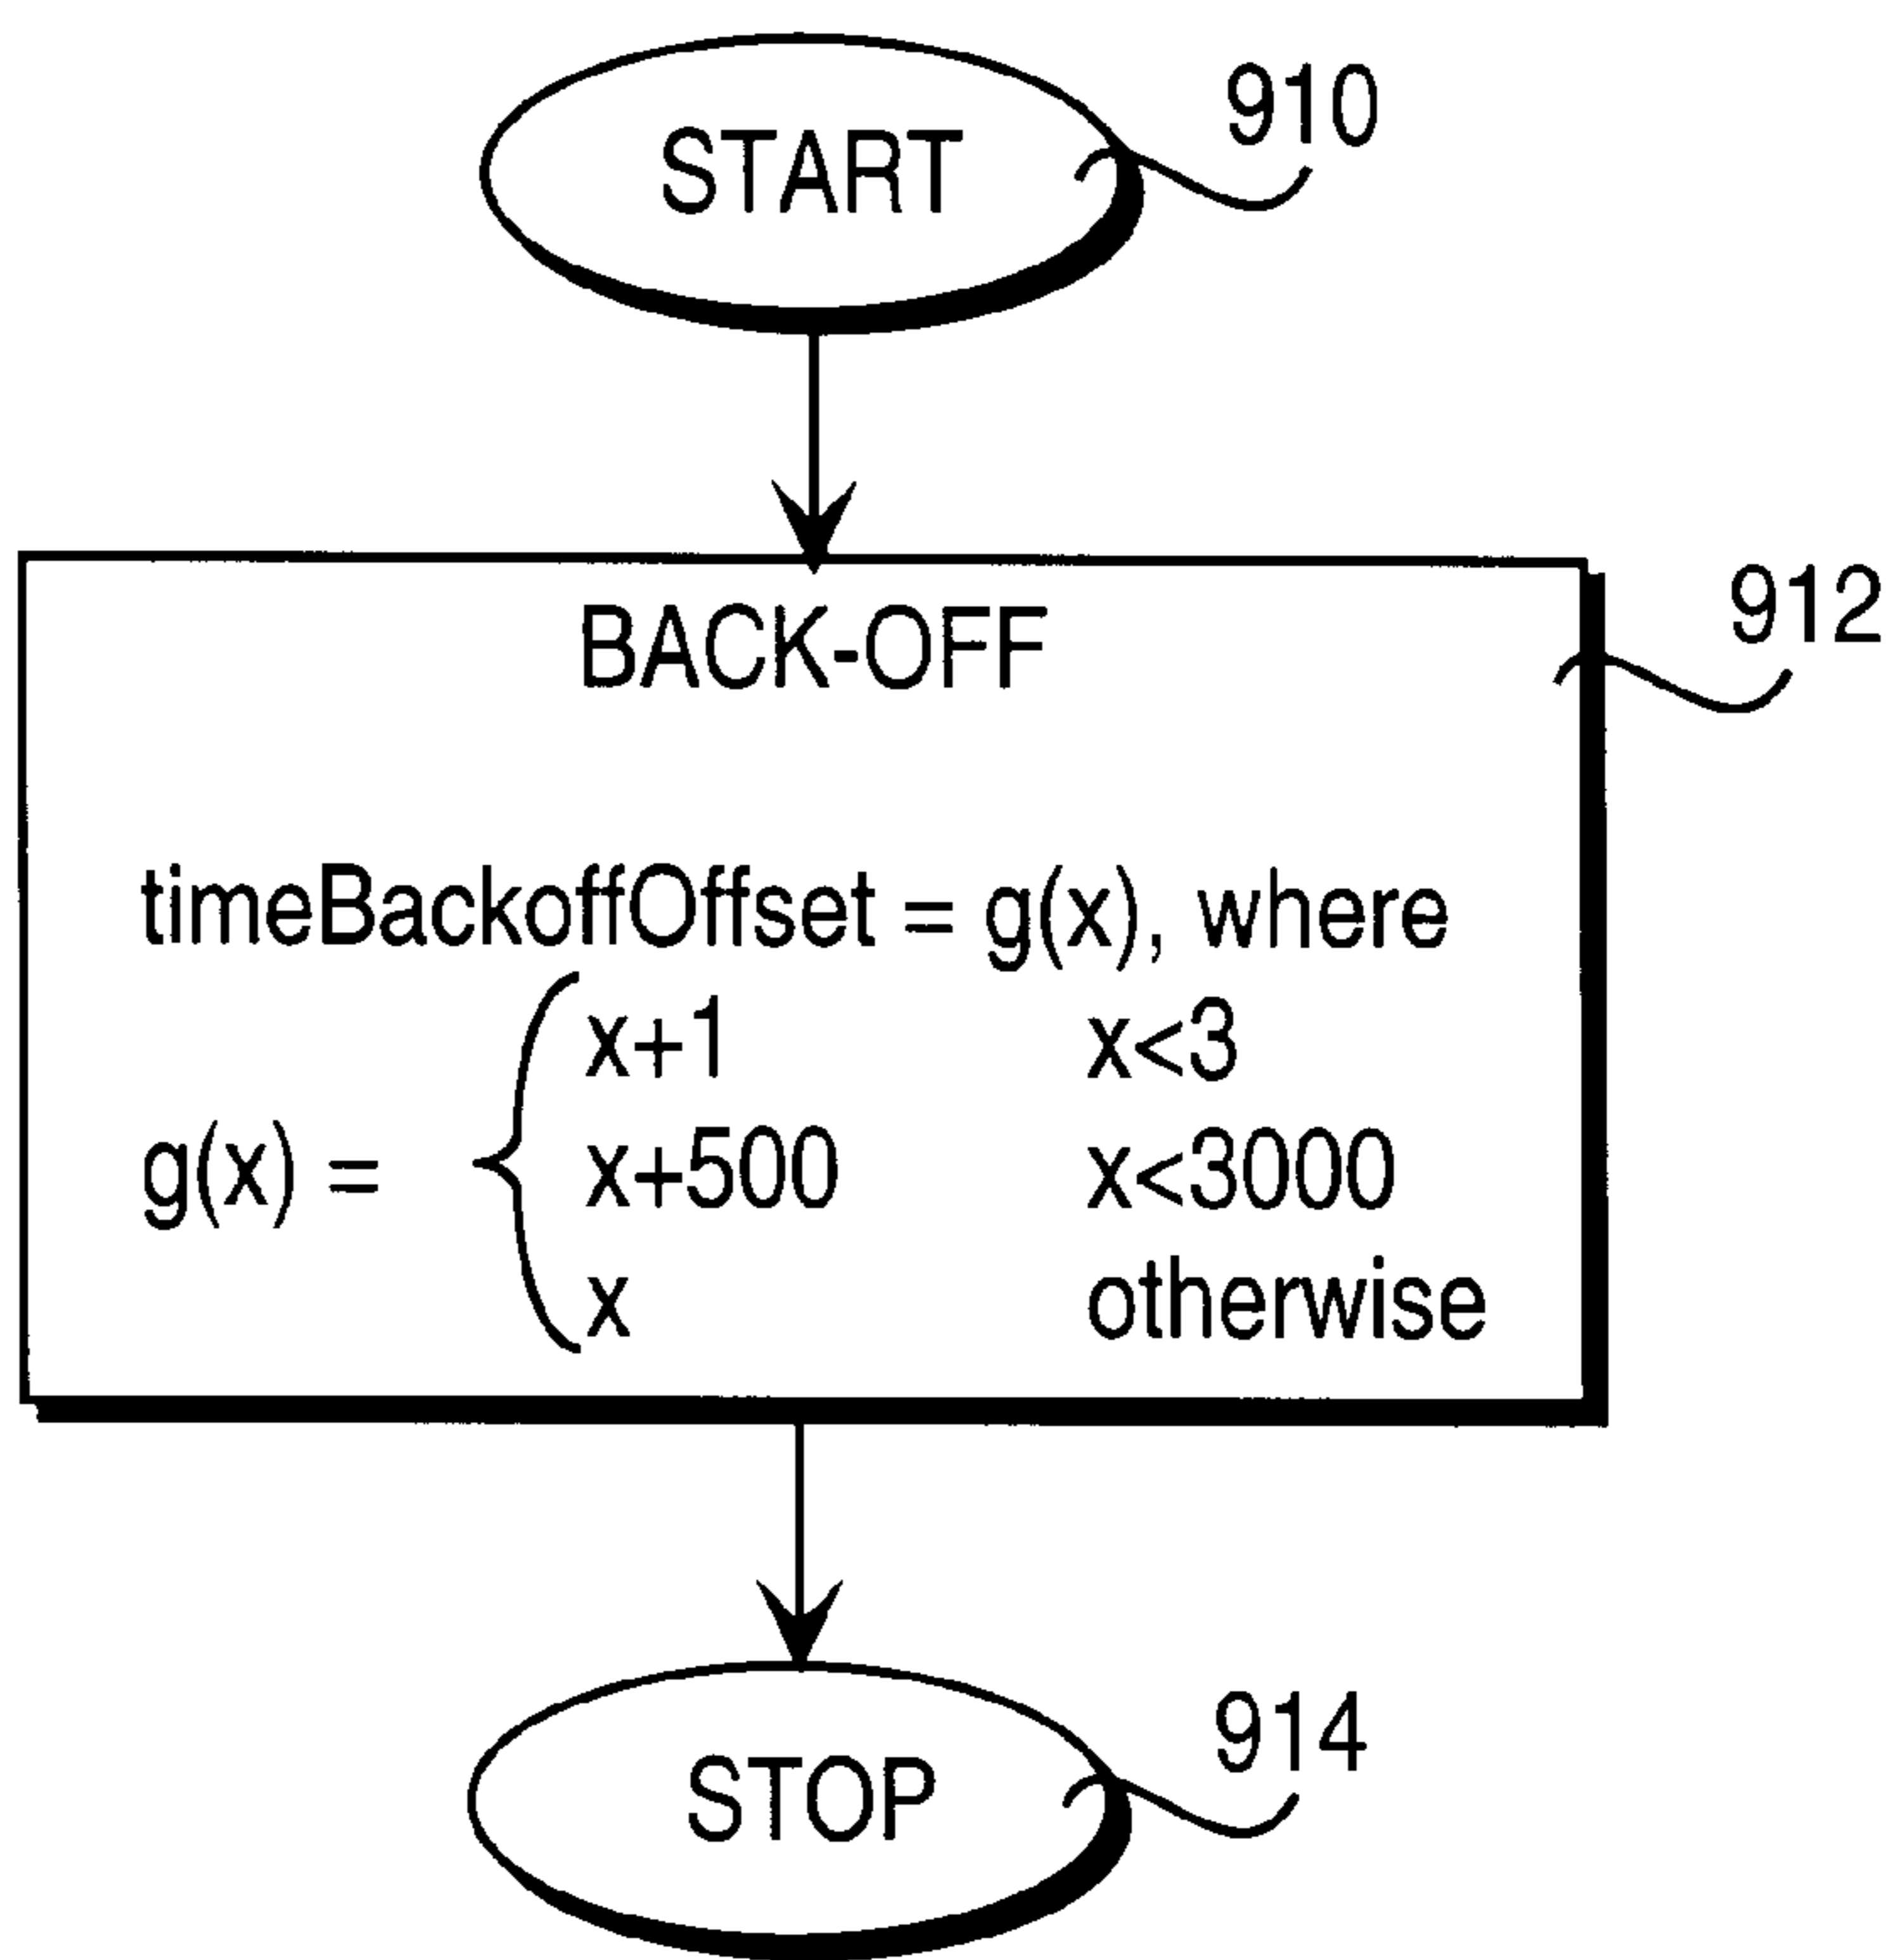 START
910
BACK-OFF
912
timeBackoffOffset = g(x), where
x+1 x<3
g(x) = { x+500 x<3000
x otherwise
STOP
914